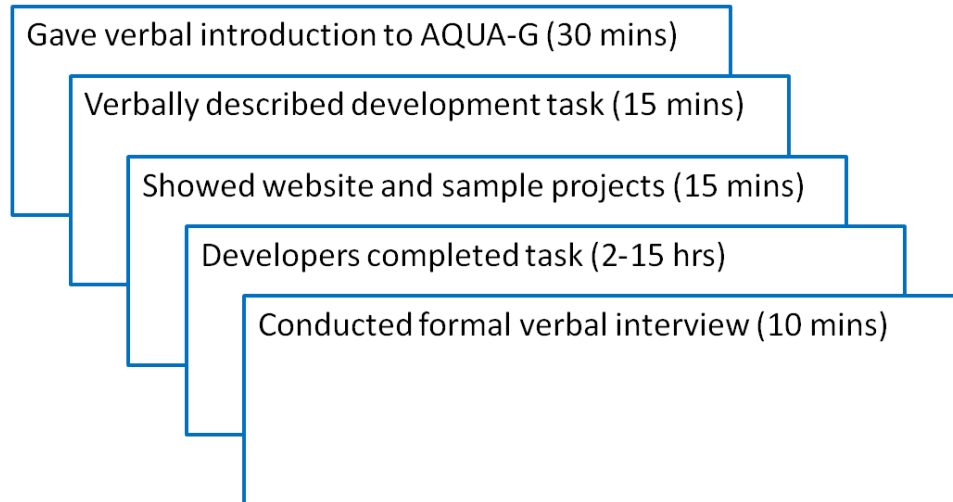 Gave verbal introduction to AQUA-G (30 mins)
Verbally described development task (15 mins)
Showed website and sample projects (15 mins)
Developers completed task (2-15 hrs)
Conducted formal verbal interview (10 mins)